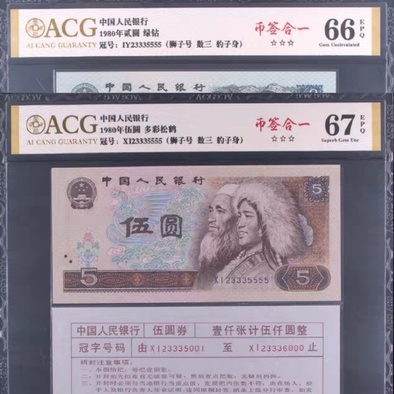 ACG
AI CANG GUARANTY
中国人民银行
1980年贰圆 绿钻
冠号: IY23335555 (狮子号 数三 豹子身)
币签合一
☆☆☆
66 EPQ
Gem Uncirculated
ACG
AI CANG GUARANTY
中国人民银行
1980年伍圆 多彩松鹤
冠号: XI23335555 (狮子号 数三 豹子身)
币签合一
☆☆☆
67 EPQ
Superb Gem Unc
中国人民银行
5
伍圆
XI23335555
5
5
中国人民银行 伍圆券 壹仟张计伍仟圆整
冠字号码 由 XI23335001 至 XI23336000 止